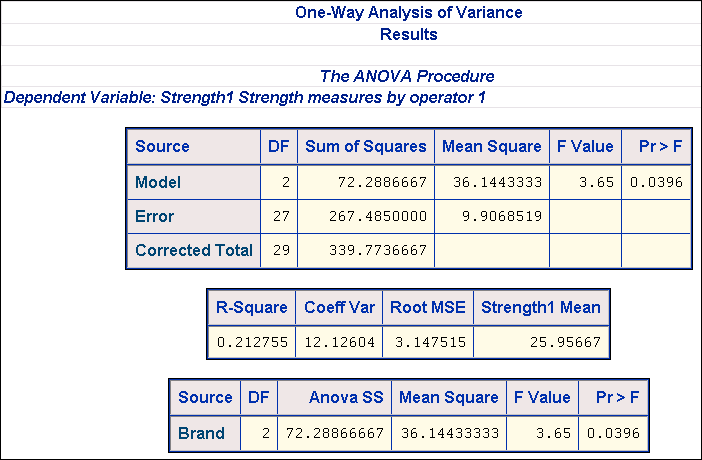 One-Way Analysis of Variance
Results
The ANOVA Procedure
Dependent Variable: Strength1 Strength measures by operator 1
Source DF Sum of Squares Mean Square F Value Pr > F
Model 2 72.2886667 36.1443333 3.65 0.0396
Error 27 267.4850000 9.9068519
Corrected Total 29 339.7736667
R-Square Coeff Var Root MSE Strength1 Mean
0.212755 12.12604 3.147515 25.95667
Source DF Anova SS Mean Square F Value Pr > F
Brand 2 72.28866667 36.14433333 3.65 0.0396